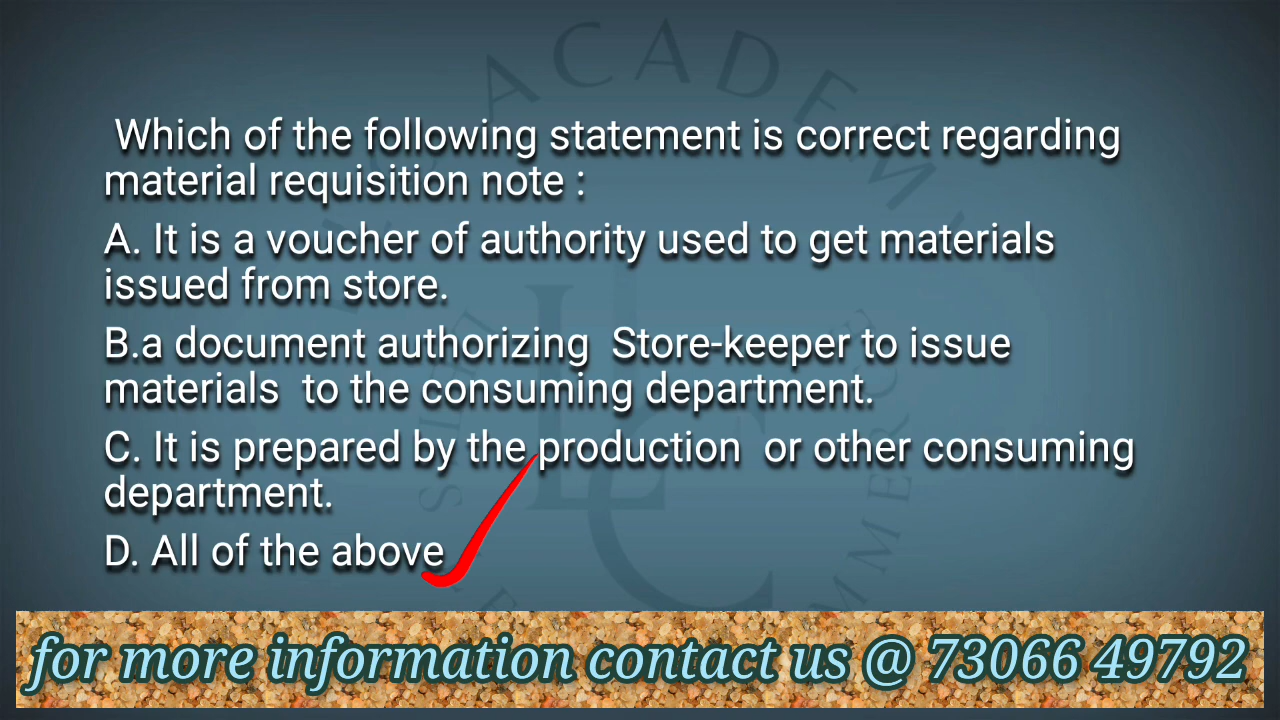 Which of the following statement is correct regarding
material requisition note :
A. It is a voucher of authority used to get materials
issued from store.
B.a document authorizing Store-keeper to issue
materials to the consuming department.
C. It is prepared by the production or other consuming
department.
D. All of the above
for more information contact us @ 73066 49792